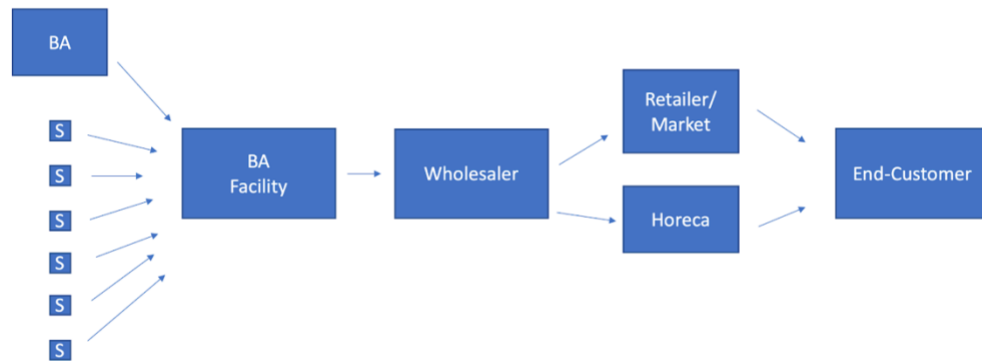 BA
S
S
S
S
S
S
BA
Facility
Wholesaler
Retailer/
Market
Horeca
End-Customer